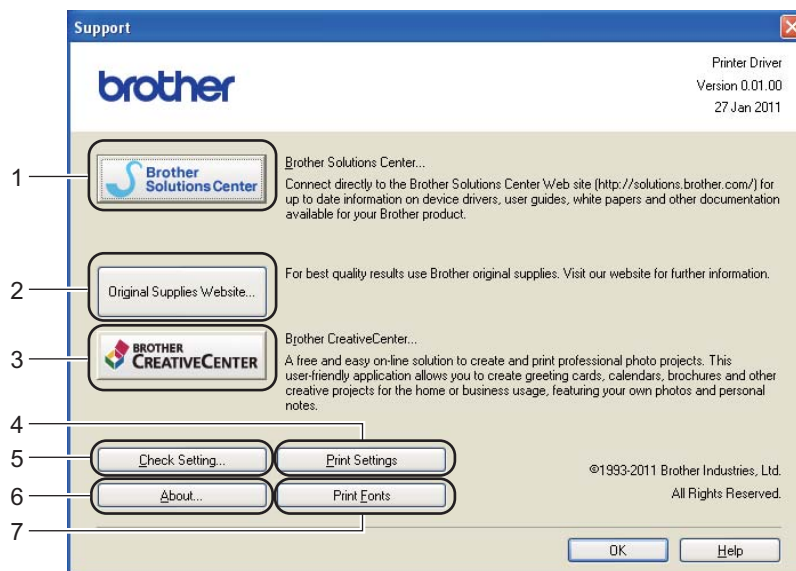 Support
brother
Printer Driver
Version 0.01.00
27 Jan 2011
1
Brother
Solutions Center
Brother Solutions Center...
Connect directly to the Brother Solutions Center Web site (http://solutions.brother.com/) for
up to date information on device drivers, user guides, white papers and other documentation
available for your Brother product.
2
Original Supplies Website...
For best quality results use Brother original supplies. Visit our website for further information.
3
BROTHER
CREATIVECENTER
Brother CreativeCenter...
A free and easy on-line solution to create and print professional photo projects. This
user-friendly application allows you to create greeting cards, calendars, brochures and other
creative projects for the home or business usage, featuring your own photos and personal
notes.
4
5
Check Setting...
Print Settings
©1993-2011 Brother Industries, Ltd.
6
About...
Print Fonts
All Rights Reserved.
7
OK
Help